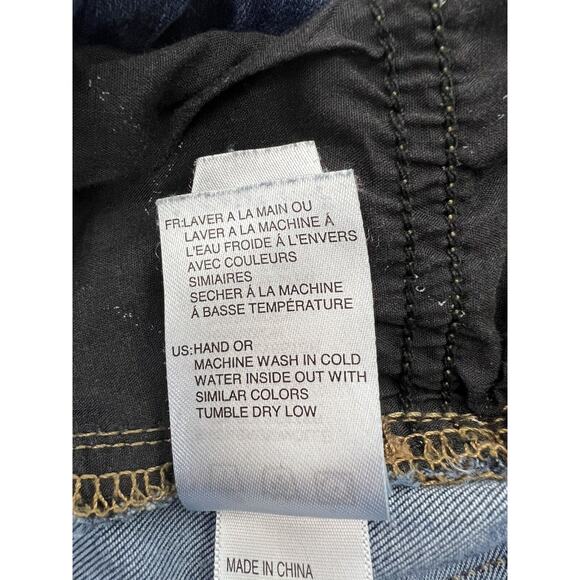 FR:LAVER A LA MAIN OU
LAVER A LA MACHINE Á
L'EAU FROIDE Á L'ENVERS
AVEC COULEURS
SIMIAIRES
SECHER Á LA MACHINE
Á BASSE TEMPÉRATURE
US:HAND OR
MACHINE WASH IN COLD
WATER INSIDE OUT WITH
SIMILAR COLORS
TUMBLE DRY LOW
MADE IN CHINA